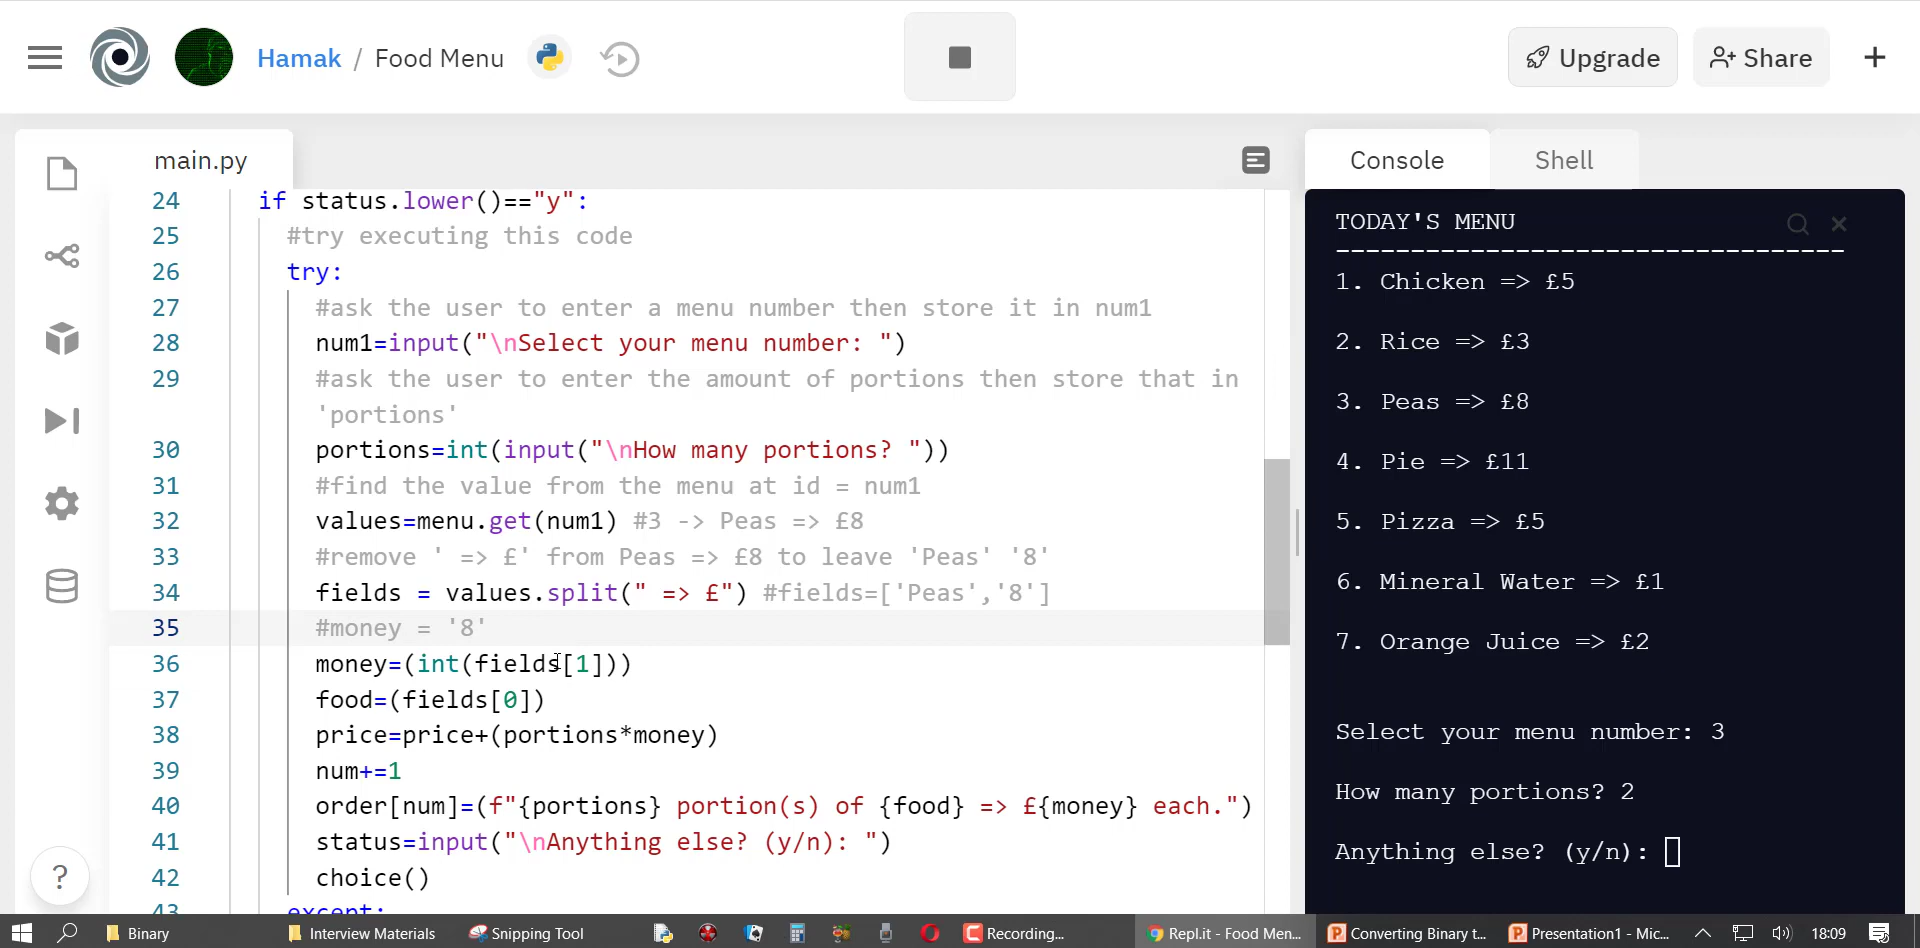 Hamak / Food Menu
Upgrade
Share
main.py
Console
Shell
24 if status.lower()=="y":
25 #try executing this code
26 try:
27 #ask the user to enter a menu number then store it in num1
28 num1=input("\nSelect your menu number: ")
29 #ask the user to enter the amount of portions then store that in
'portions'
30 portions=int(input("\nHow many portions? "))
31 #find the value from the menu at id = num1
32 values=menu.get(num1) #3 -> Peas => £8
33 #remove ' => £' from Peas => £8 to leave 'Peas' '8'
34 fields = values.split(" => £") #fields=['Peas','8']
35 #money = '8'
36 money=(int(fields[1]))
37 food=(fields[0])
38 price=price+(portions*money)
39 num+=1
40 order[num]=(f"{portions} portion(s) of {food} => £{money} each.")
41 status=input("\nAnything else? (y/n): ")
42 choice()
43 except:
TODAY'S MENU
----------------------------------
1. Chicken => £5
2. Rice => £3
3. Peas => £8
4. Pie => £11
5. Pizza => £5
6. Mineral Water => £1
7. Orange Juice => £2
Select your menu number: 3
How many portions? 2
Anything else? (y/n):
?
Binary
Interview Materials
Snipping Tool
Recording...
Repl.it - Food Men...
Converting Binary t...
Presentation1 - Mic...
18:09